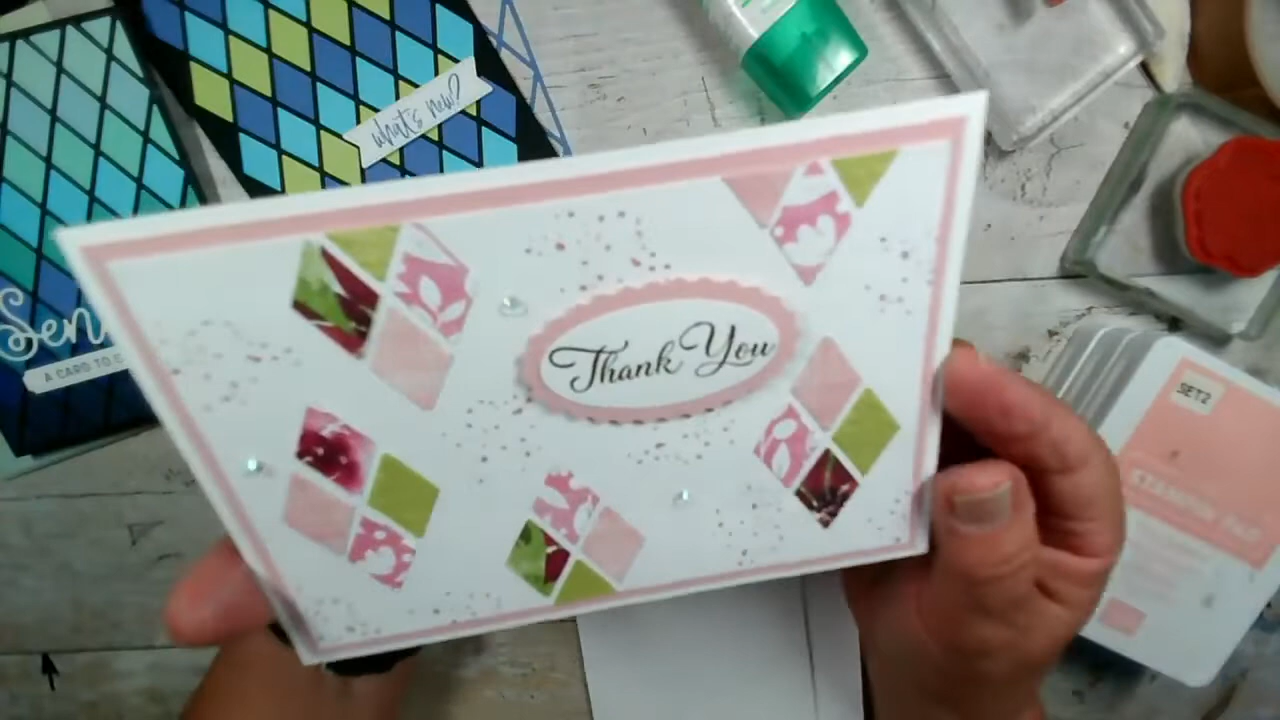 what's new?
Thank You
Sen
A CARD TO
SET2
STAMPIN' PAD